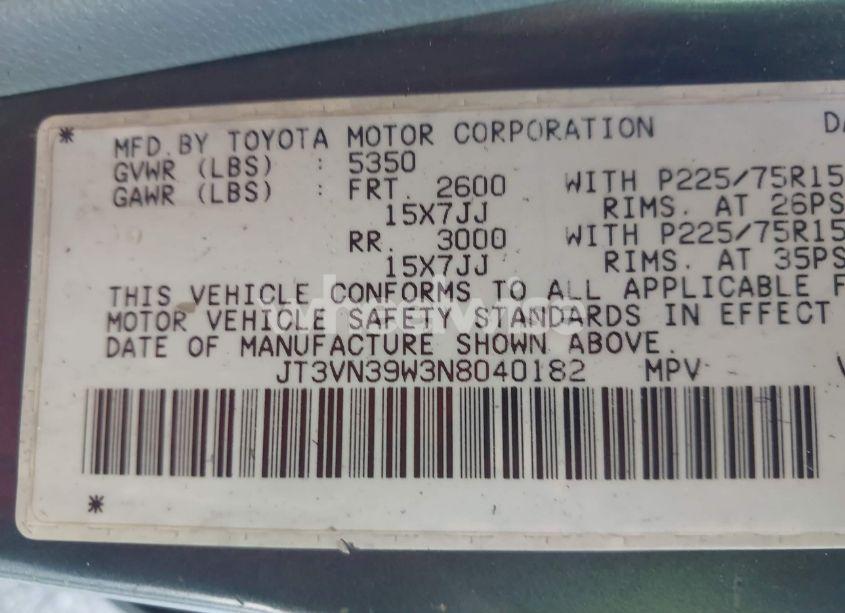 * MFD. BY TOYOTA MOTOR CORPORATION
GVWR (LBS) : 5350
GAWR (LBS) : FRT. 2600 WITH P225/75R15
15X7JJ RIMS. AT 26PS
RR. 3000 WITH P225/75R15
15X7JJ RIMS. AT 35PS
THIS VEHICLE CONFORMS TO ALL APPLICABLE F
MOTOR VEHICLE SAFETY STANDARDS IN EFFECT
DATE OF MANUFACTURE SHOWN ABOVE.
JT3VN39W3N8040182 MPV
*